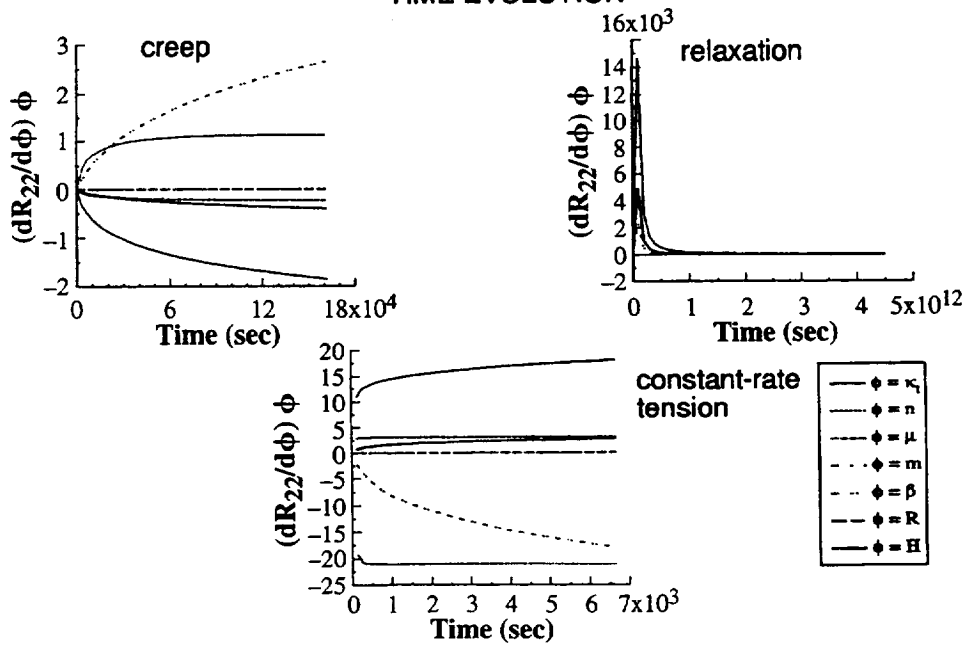 creep
(dR22/dϕ) ϕ
3
2
1
0
−1
−2
0 6 12 18x10^4
Time (sec)
relaxation
16x10^3
(dR22/dϕ) ϕ
14
12
10
8
6
4
2
0
−2
0 1 2 3 4 5x10^12
Time (sec)
constant-rate
tension
(dR22/dϕ) ϕ
20
15
10
5
0
−5
−10
−15
−20
−25
0 1 2 3 4 5 6 7x10^3
Time (sec)
ϕ = κt
ϕ = n
ϕ = μ
ϕ = m
ϕ = β
ϕ = R
ϕ = H